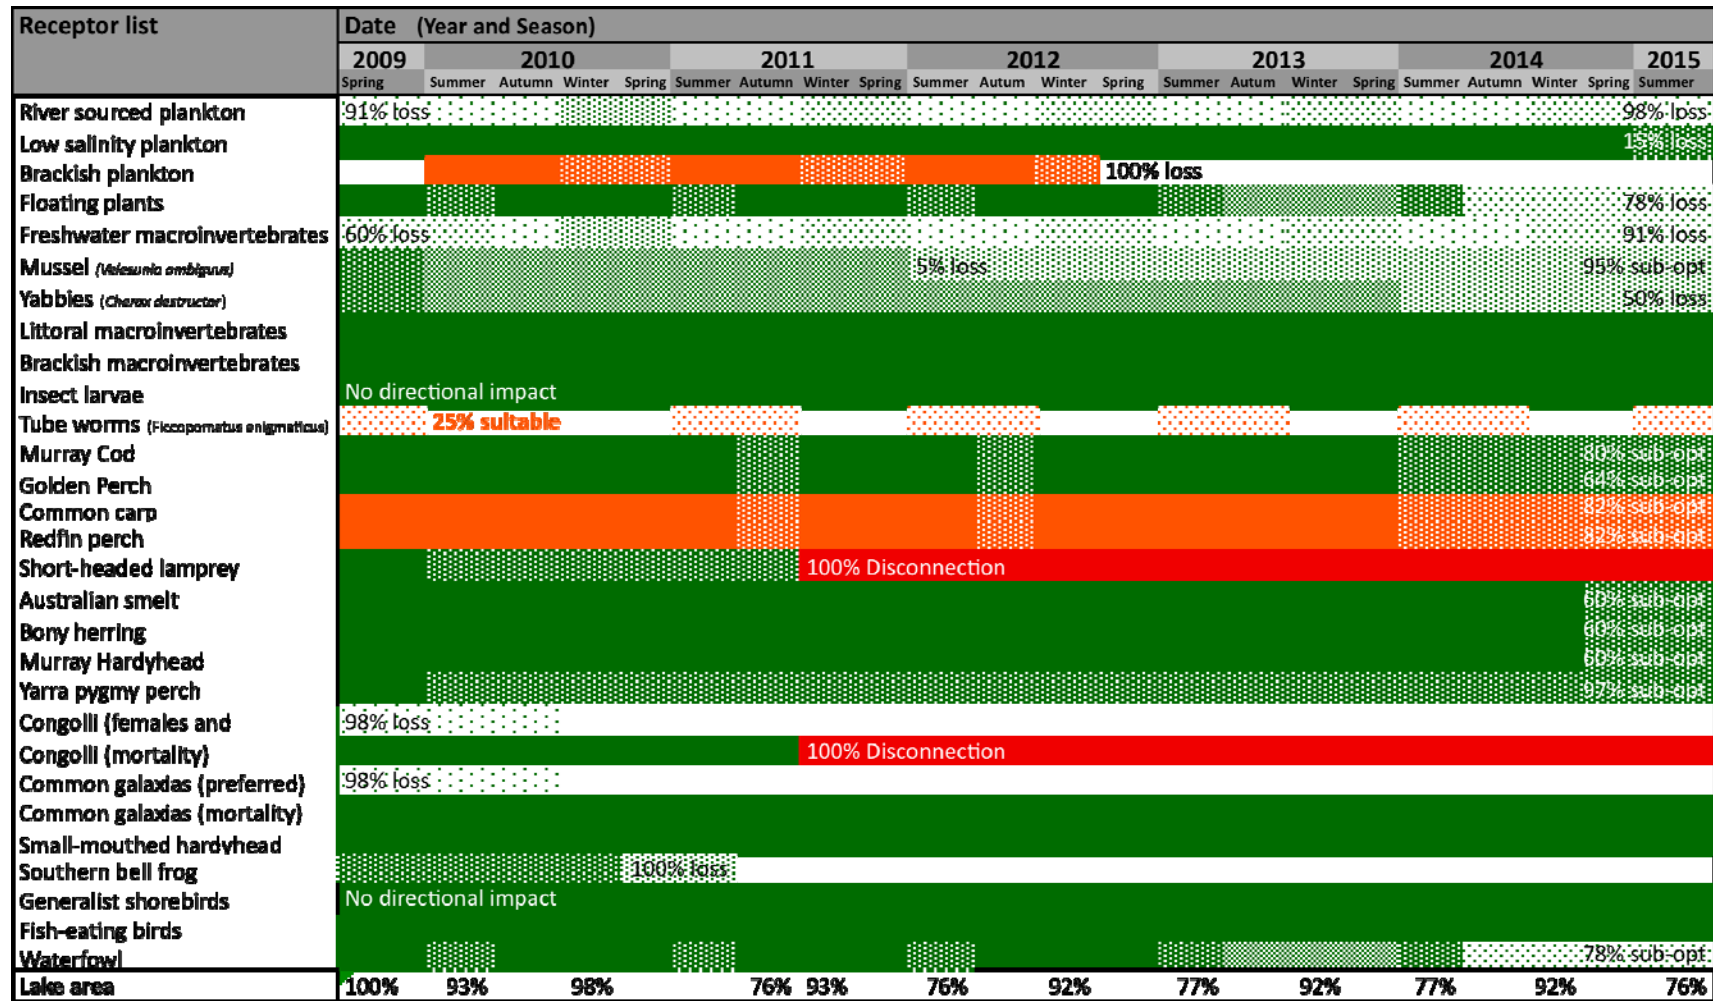 Receptor list Date (Year and Season)
2009 2010 2011 2012 2013 2014 2015
Spring Summer Autumn Winter Spring Summer Autumn Winter Spring Summer Autum Winter Spring Summer Autum Winter Spring Summer Autumn Winter Spring Summer
River sourced plankton 91% loss 98% loss
Low salinity plankton 15% loss
Brackish plankton 100% loss
Floating plants 78% loss
Freshwater macroinvertebrates 60% loss 91% loss
Mussel (Velesunio ambiguus) 5% loss 95% sub-opt
Yabbies (Cherax destructor) 50% loss
Littoral macroinvertebrates
Brackish macroinvertebrates
Insect larvae No directional impact
Tube worms (Ficcopomatus enigmaticus) 25% suitable
Murray Cod 80% sub-opt
Golden Perch 64% sub-opt
Common carp 82% sub-opt
Redfin perch 82% sub-opt
Short-headed lamprey 100% Disconnection
Australian smelt 60% sub-opt
Bony herring 60% sub-opt
Murray Hardyhead 60% sub-opt
Yarra pygmy perch 97% sub-opt
Congolli (females and 98% loss
Congolli (mortality) 100% Disconnection
Common galaxias (preferred) 98% loss
Common galaxias (mortality)
Small-mouthed hardyhead
Southern bell frog 100% loss
Generalist shorebirds No directional impact
Fish-eating birds
Waterfowl 78% sub-opt
Lake area 100% 93% 98% 76% 93% 76% 92% 77% 92% 77% 92% 76%